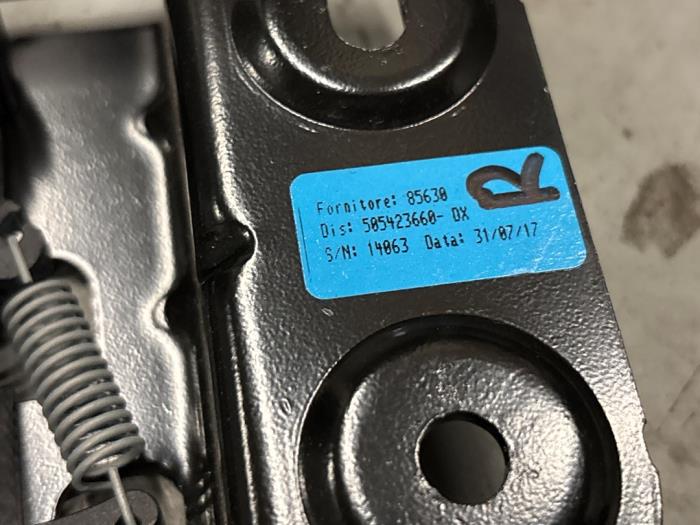 Fornitore: 85630
Dis: 505423660- DX
S/N: 14063 Data: 31/07/17
R